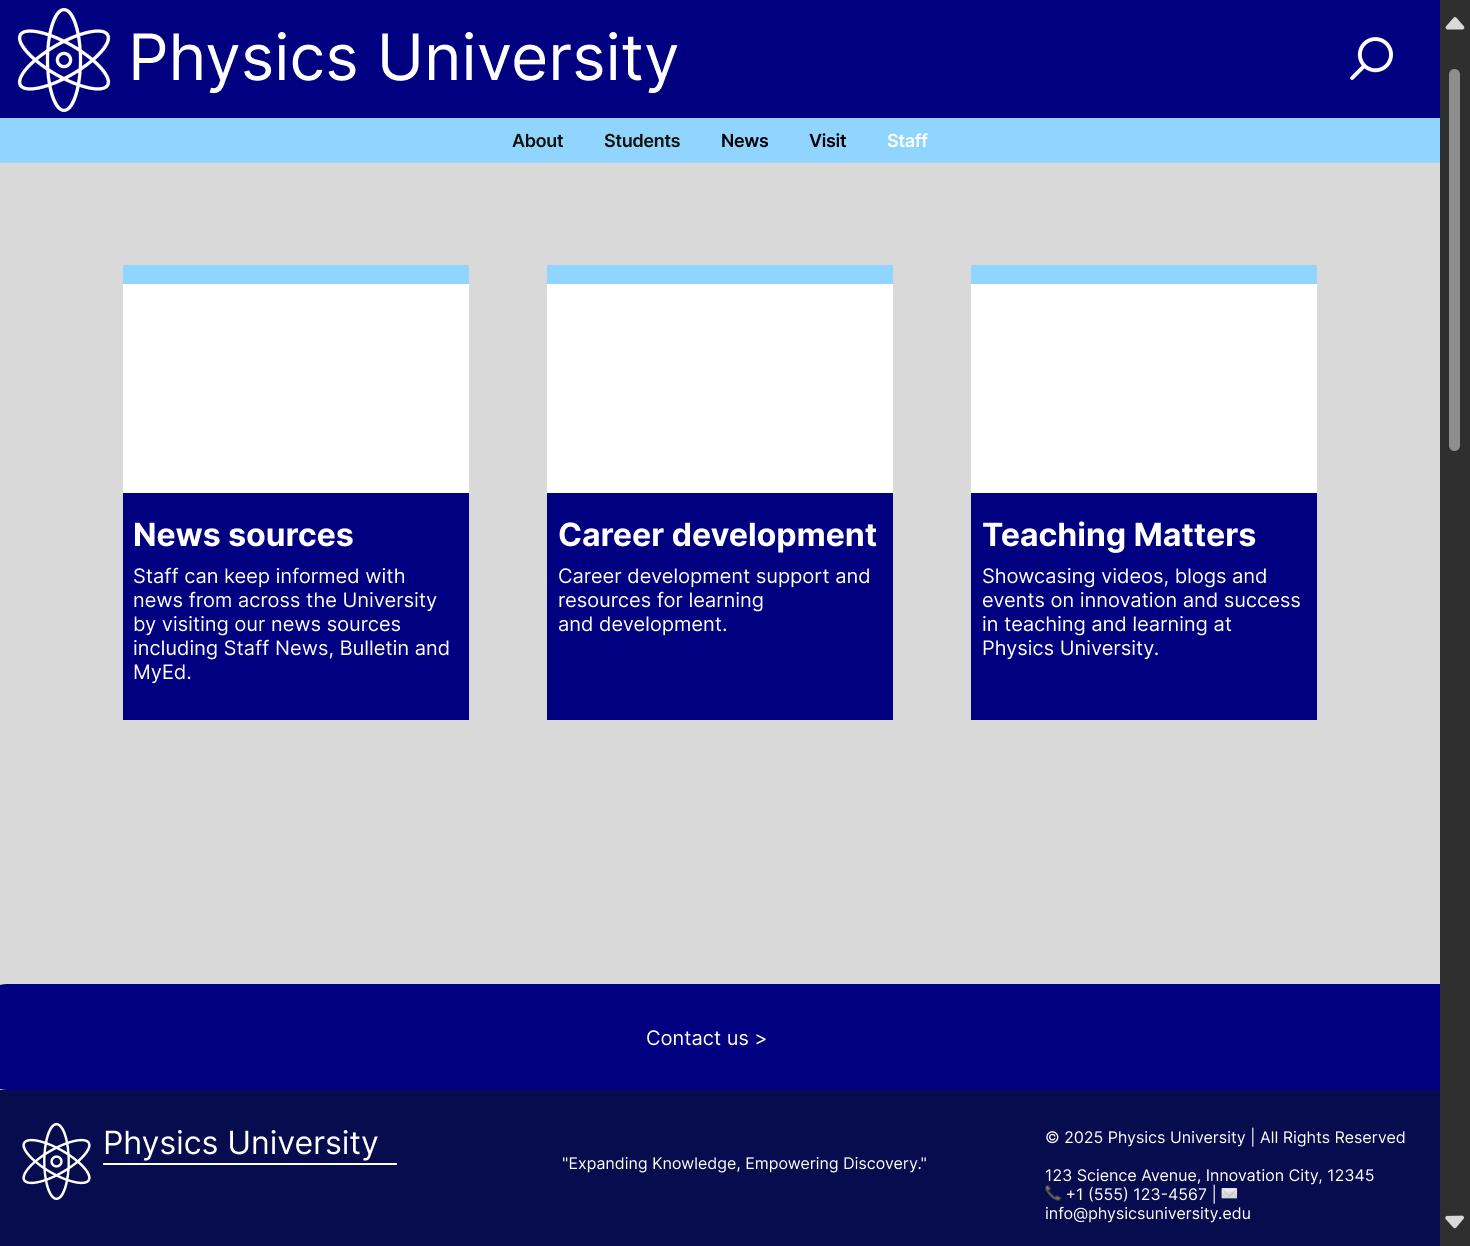 Physics University
About Students News Visit Staff
News sources
Staff can keep informed with
news from across the University
by visiting our news sources
including Staff News, Bulletin and
MyEd.
Career development
Career development support and
resources for learning
and development.
Teaching Matters
Showcasing videos, blogs and
events on innovation and success
in teaching and learning at
Physics University.
Contact us >
Physics University
"Expanding Knowledge, Empowering Discovery."
© 2025 Physics University | All Rights Reserved
123 Science Avenue, Innovation City, 12345
📞 +1 (555) 123-4567 | ✉️
info@physicsuniversity.edu